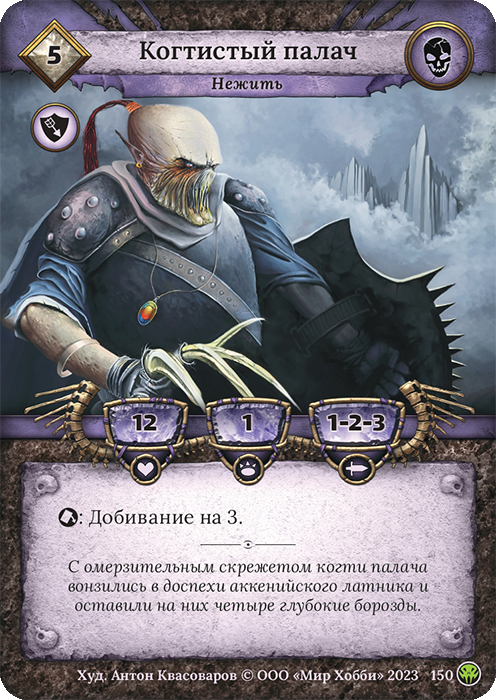 5
Когтистый палач
Нежить
12
1
1-2-3
: Добивание на 3.
С омерзительным скрежетом когти палача
вонзились в доспехи аккенийского латника и
оставили на них четыре глубокие борозды.
Худ. Антон Квасоваров © ООО «Мир Хобби» 2023 150